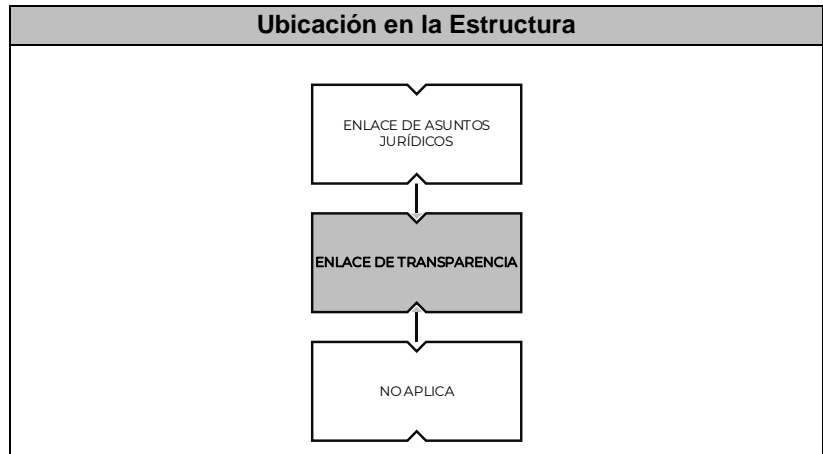 Ubicación en la Estructura
ENLACE DE ASUNTOS
JURÍDICOS
ENLACE DE TRANSPARENCIA
NO APLICA